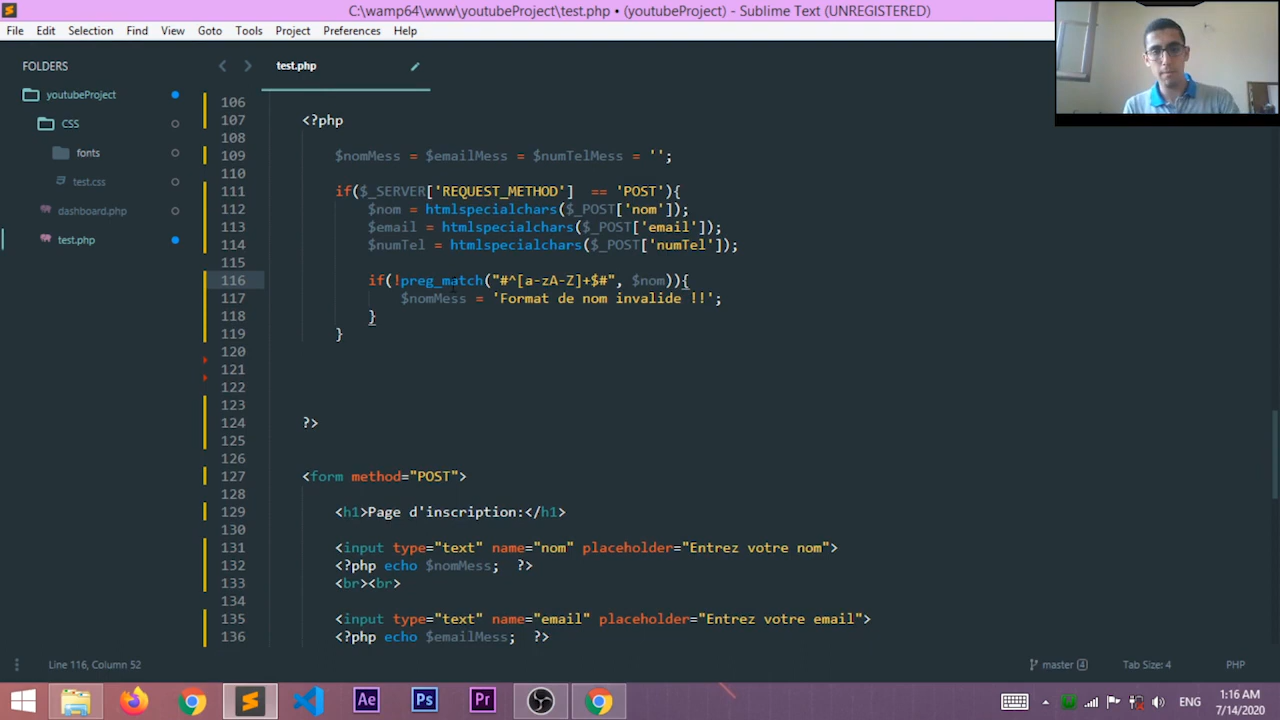 C:\wamp64\www\youtubeProject\test.php • (youtubeProject) - Sublime Text (UNREGISTERED)
File Edit Selection Find View Goto Tools Project Preferences Help
FOLDERS
youtubeProject
CSS
fonts
test.css
dashboard.php
test.php
test.php
106
107 <?php
108
109 $nomMess = $emailMess = $numTelMess = '';
110
111 if($_SERVER['REQUEST_METHOD']  == 'POST'){
112 $nom = htmlspecialchars($_POST['nom']);
113 $email = htmlspecialchars($_POST['email']);
114 $numTel = htmlspecialchars($_POST['numTel']);
115
116 if(!preg_match("#^[a-zA-Z]+$#", $nom)){
117 $nomMess = 'Format de nom invalide !!';
118 }
119 }
120
121
122
123
124 ?>
125
126
127 <form method="POST">
128
129 <h1>Page d'inscription:</h1>
130
131 <input type="text" name="nom" placeholder="Entrez votre nom">
132 <?php echo $nomMess;  ?>
133 <br><br>
134
135 <input type="text" name="email" placeholder="Entrez votre email">
136 <?php echo $emailMess;  ?>
Line 116, Column 52 master 4 Tab Size: 4 PHP
Ae Ps Pr ENG 1:16 AM
7/14/2020